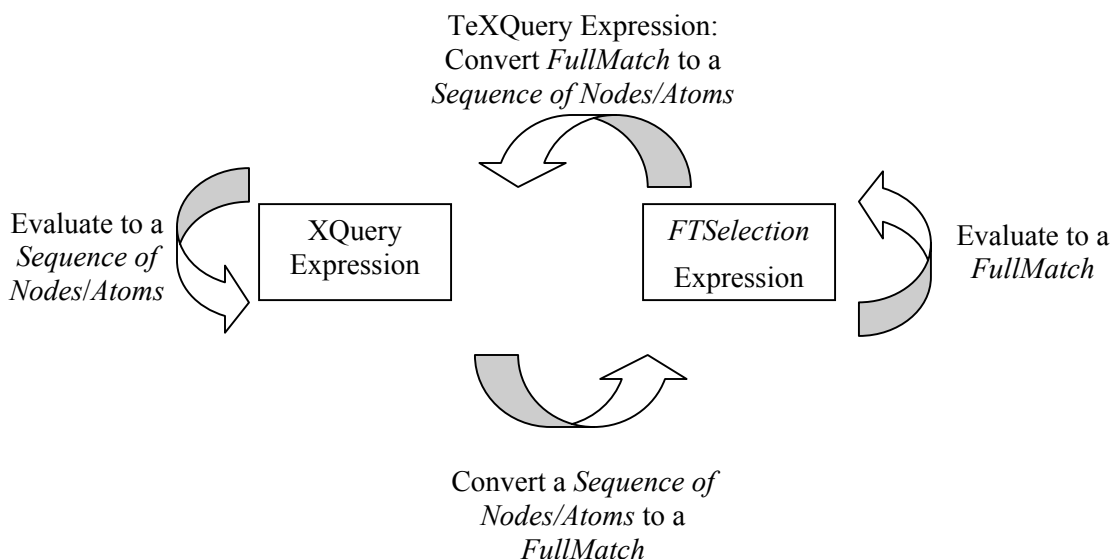 TeXQuery Expression:
Convert FullMatch to a
Sequence of Nodes/Atoms
Evaluate to a
Sequence of
Nodes/Atoms
XQuery
Expression
FTSelection
Expression
Evaluate to a
FullMatch
Convert a Sequence of
Nodes/Atoms to a
FullMatch